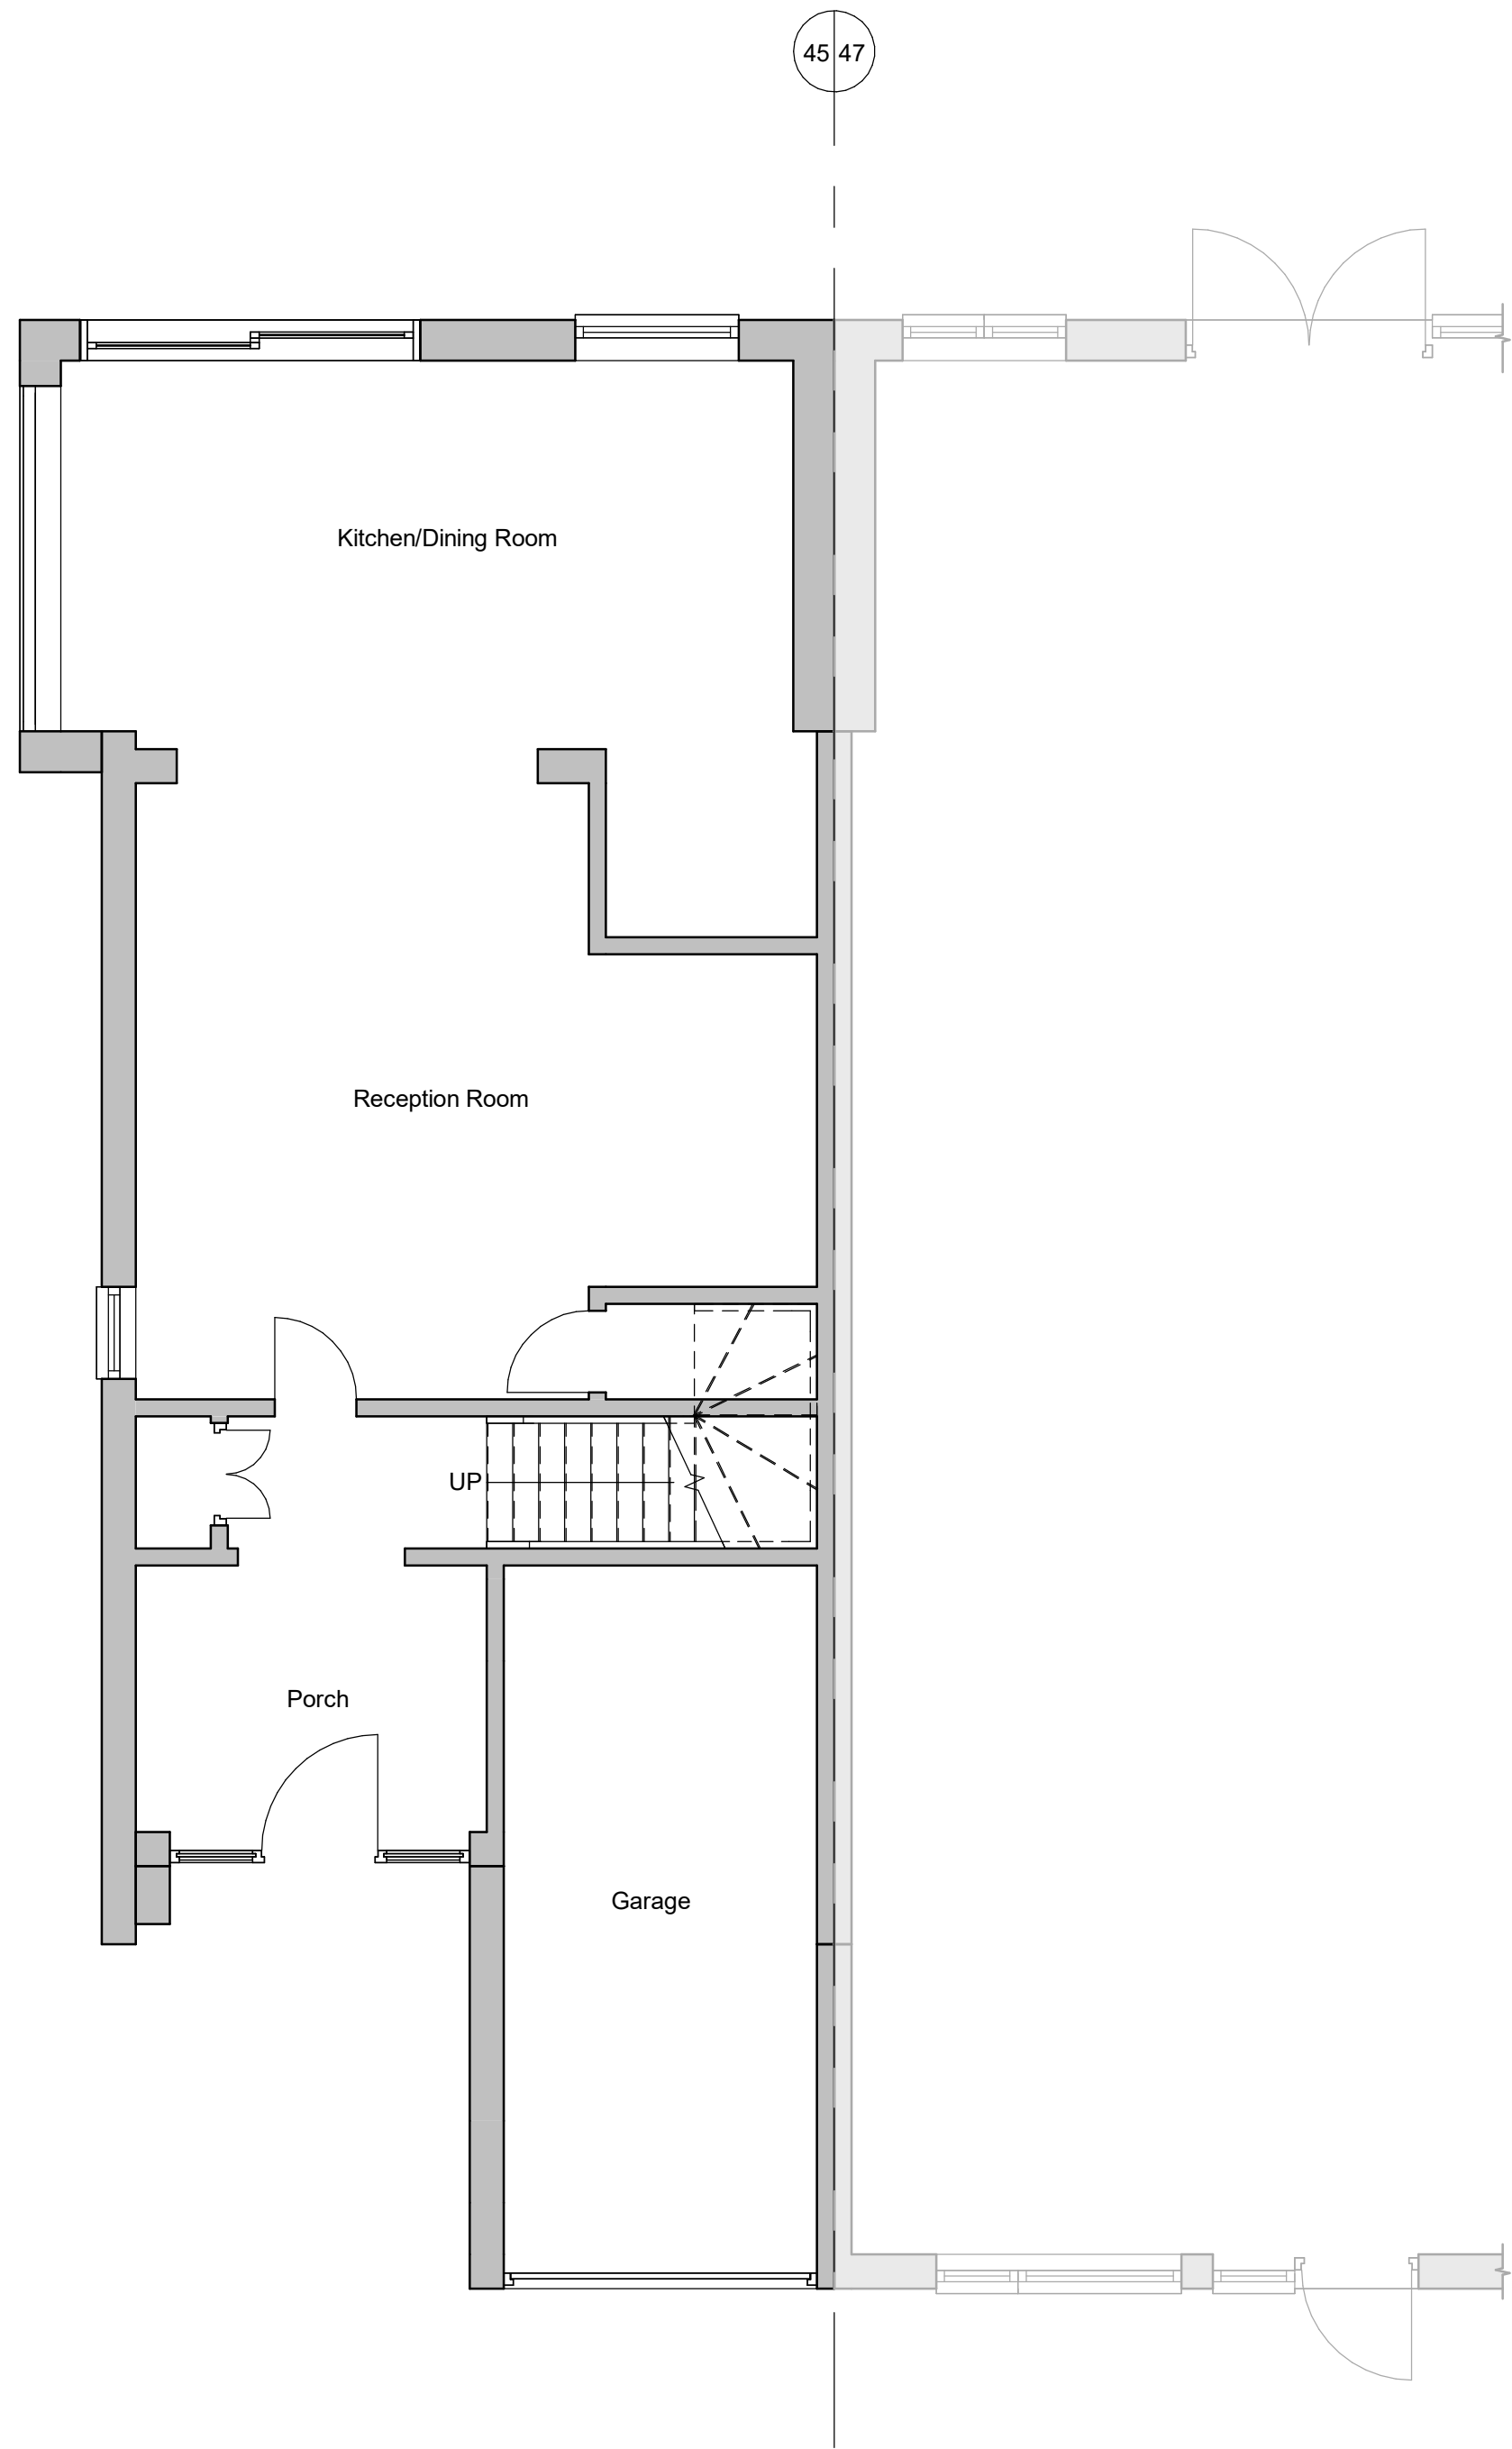 45 47
Kitchen/Dining Room
Reception Room
UP
Porch
Garage